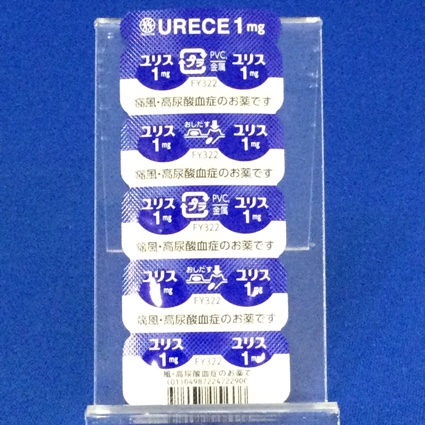 URECE 1 mg
ユリス 1mg プラ PVC, 金属 ユリス 1mg
FY322
痛風・高尿酸血症のお薬です
ユリス 1mg おしだす ユリス 1mg
FY322
痛風・高尿酸血症のお薬です
ユリス 1mg プラ PVC, 金属 ユリス 1mg
FY322
痛風・高尿酸血症のお薬です
ユリス 1mg おしだす ユリス 1mg
FY322
痛風・高尿酸血症のお薬です
ユリス 1mg ユリス 1mg
FY322
風・高尿酸血症のお薬で